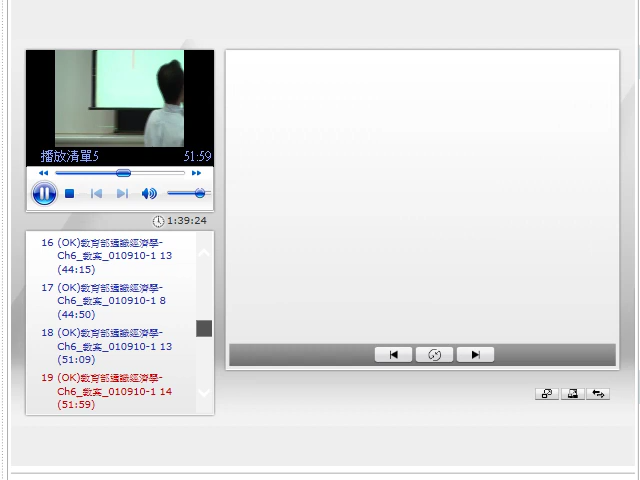 播放清單5 51:59
1:39:24
16 (OK)教育部通識經濟學-
Ch6_教案_010910-1 13
(44:15)
17 (OK)教育部通識經濟學-
Ch6_教案_010910-1 8
(44:50)
18 (OK)教育部通識經濟學-
Ch6_教案_010910-1 13
(51:09)
19 (OK)教育部通識經濟學-
Ch6_教案_010910-1 14
(51:59)